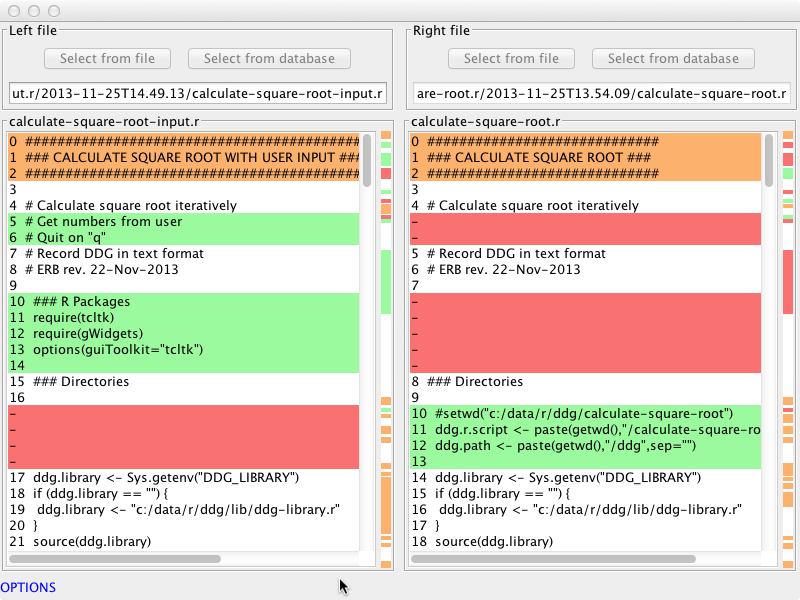 Left file
Select from file
Select from database
ut.r/2013-11-25T14.49.13/calculate-square-root-input.r
calculate-square-root-input.r
0 ########################################
1 ### CALCULATE SQUARE ROOT WITH USER INPUT ###
2 ########################################
3
4 # Calculate square root iteratively
5 # Get numbers from user
6 # Quit on "q"
7 # Record DDG in text format
8 # ERB rev. 22-Nov-2013
9
10 ### R Packages
11 require(tcltk)
12 require(gWidgets)
13 options(guiToolkit="tcltk")
14
15 ### Directories
16
-
-
-
-
17 ddg.library <- Sys.getenv("DDG_LIBRARY")
18 if (ddg.library == "") {
19 ddg.library <- "c:/data/r/ddg/lib/ddg-library.r"
20 }
21 source(ddg.library)
Right file
Select from file
Select from database
are-root.r/2013-11-25T13.54.09/calculate-square-root.r
calculate-square-root.r
0 ############################
1 ### CALCULATE SQUARE ROOT ###
2 ############################
3
4 # Calculate square root iteratively
-
-
5 # Record DDG in text format
6 # ERB rev. 22-Nov-2013
7
-
-
-
-
-
8 ### Directories
9
10 #setwd("c:/data/r/ddg/calculate-square-root")
11 ddg.r.script <- paste(getwd(),"/calculate-square-ro
12 ddg.path <- paste(getwd(),"/ddg",sep="")
13
14 ddg.library <- Sys.getenv("DDG_LIBRARY")
15 if (ddg.library == "") {
16 ddg.library <- "c:/data/r/ddg/lib/ddg-library.r"
17 }
18 source(ddg.library)
OPTIONS